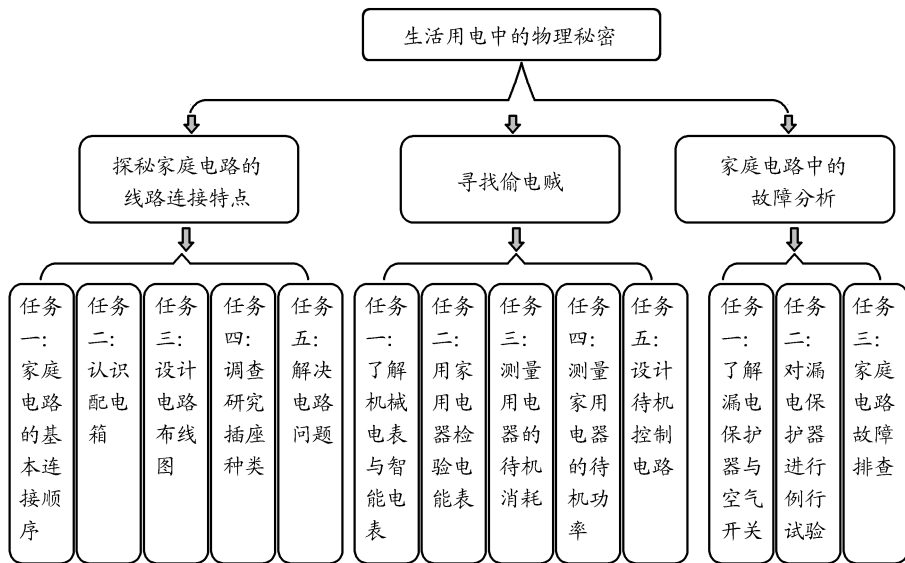 生活用电中的物理秘密
探秘家庭电路的
线路连接特点
寻找偷电贼
家庭电路中的
故障分析
任务
一:
家庭
电路
的基
本连
接顺
序
任务
二:
认识
配电
箱
任务
三:
设计
电路
布线
图
任务
四:
调查
研究
插座
种类
任务
五:
解决
电路
问题
任务
一:
了解
机械
电表
与智
能电
表
任务
二:
用家
用电
器检
验电
能表
任务
三:
测量
用电
器的
待机
消耗
任务
四:
测量
家用
电器
的待
机功
率
任务
五:
设计
待机
控制
电路
任务
一:
了解
漏电
保护
器与
空气
开关
任务
二:
对漏
电保
护器
进行
例行
试验
任务
三:
家庭
电路
故障
排查